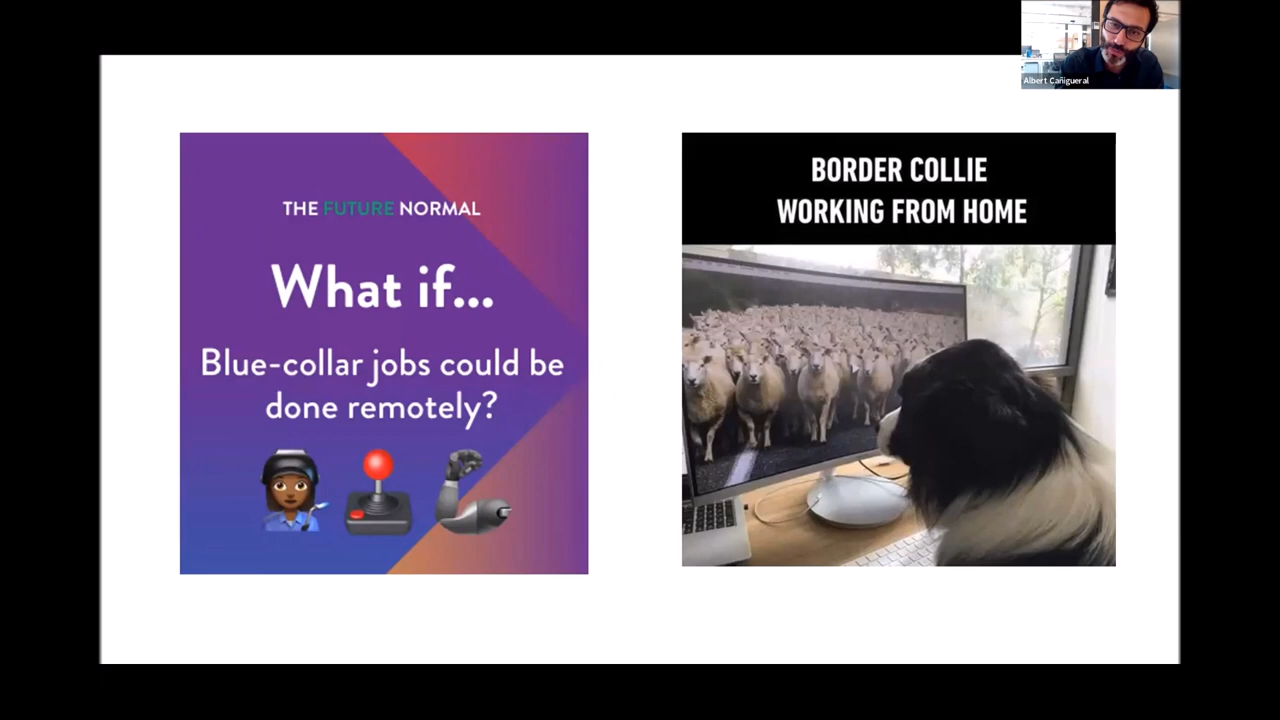 Albert Cañigueral
THE FUTURE NORMAL
What if...
Blue-collar jobs could be
done remotely?
BORDER COLLIE
WORKING FROM HOME